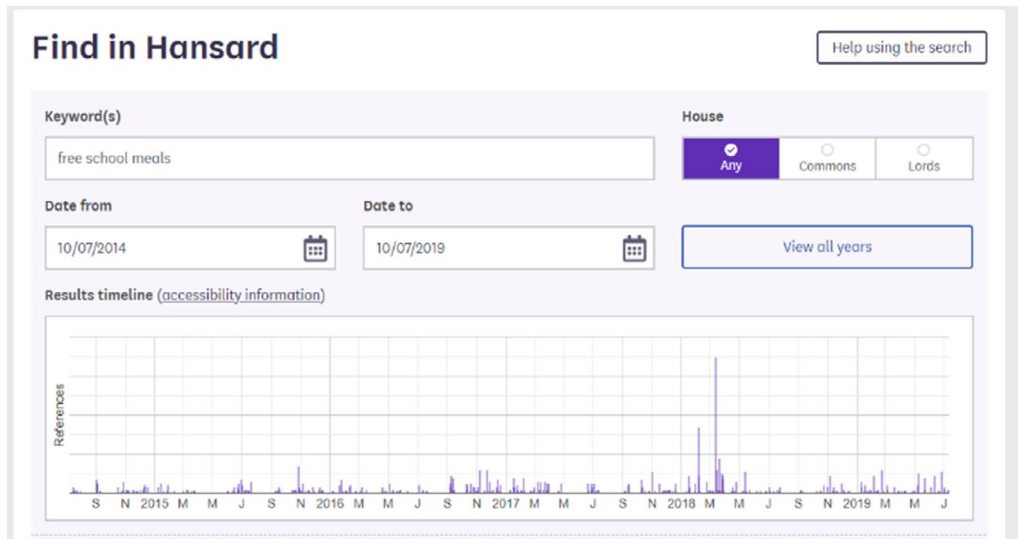 Find in Hansard
Help using the search
Keyword(s)
House
free school meals
Any
Commons
Lords
Date from
Date to
10/07/2014
10/07/2019
View all years
Results timeline (accessibility information)
References
S N 2015 M M J S N 2016 M M J S N 2017 M M J S N 2018 M M J S N 2019 M M J